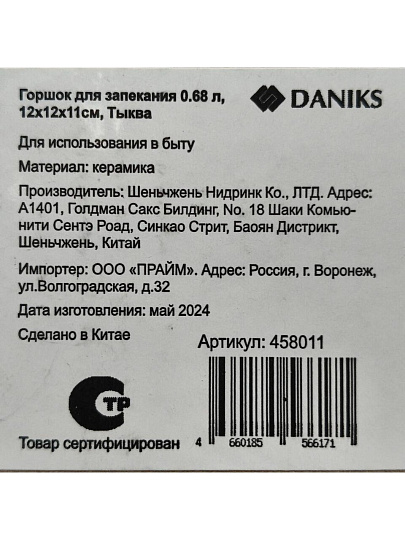 Горшок для запекания 0.68 л,
12х12х11см, Тыква
DANIKS
Для использования в быту
Материал: керамика
Производитель: Шеньчжень Нидринк Ко., ЛТД. Адрес:
А1401, Голдман Сакс Билдинг, No. 18 Шаки Комью-
нити Сентэ Роад, Синкао Стрит, Баоян Дистрикт,
Шеньчжень, Китай
Импортер: ООО «ПРАЙМ». Адрес: Россия, г. Воронеж,
ул.Волгоградская, д.32
Дата изготовления: май 2024
Сделано в Китае
Артикул: 458011
СТР
Товар сертифицирован
4 660185 566171